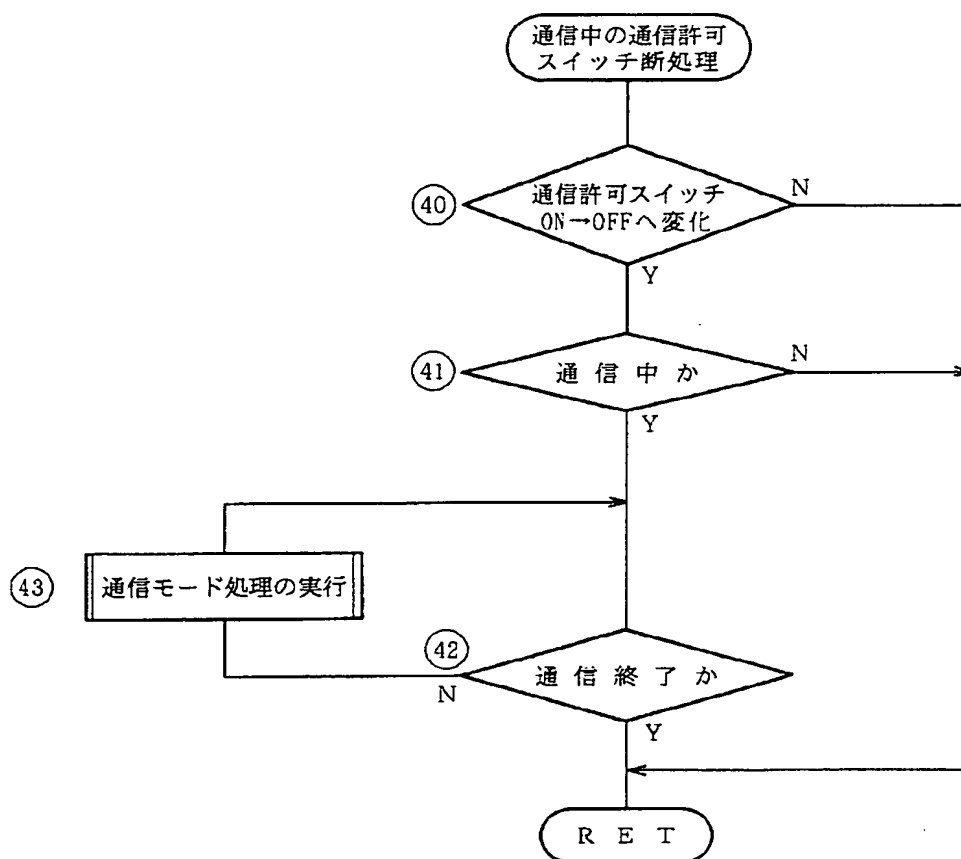 通信中の通信許可
スイッチ断処理
40
通信許可スイッチ
ON→OFFへ変化
N
Y
41
通信中か
N
Y
43
通信モード処理の実行
42
通信終了か
N
Y
RET